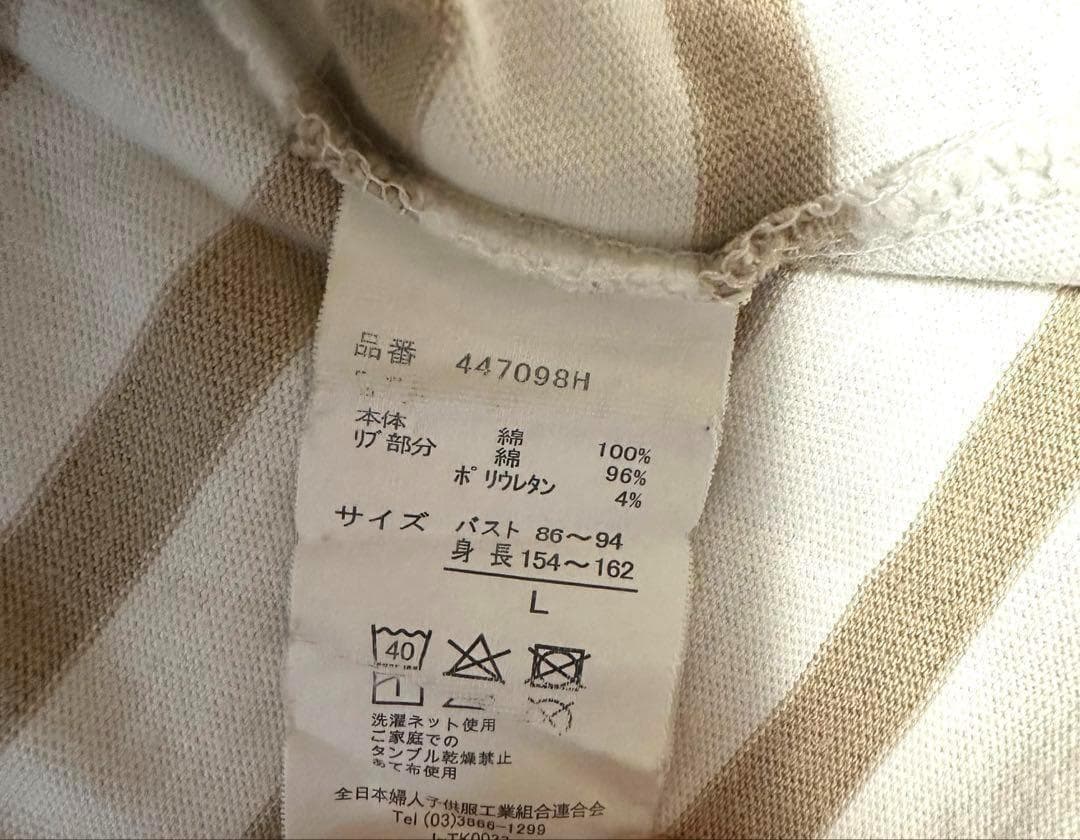 品番 447098H
本体 綿 100%
リブ部分 綿 96%
ポリウレタン 4%
サイズ バスト 86～94
身長 154～162
L
40
洗濯ネット使用
ご家庭での
タンブル乾燥禁止
あて布使用
全日本婦人子供服工業組合連合会
Tel (03)3866-1299